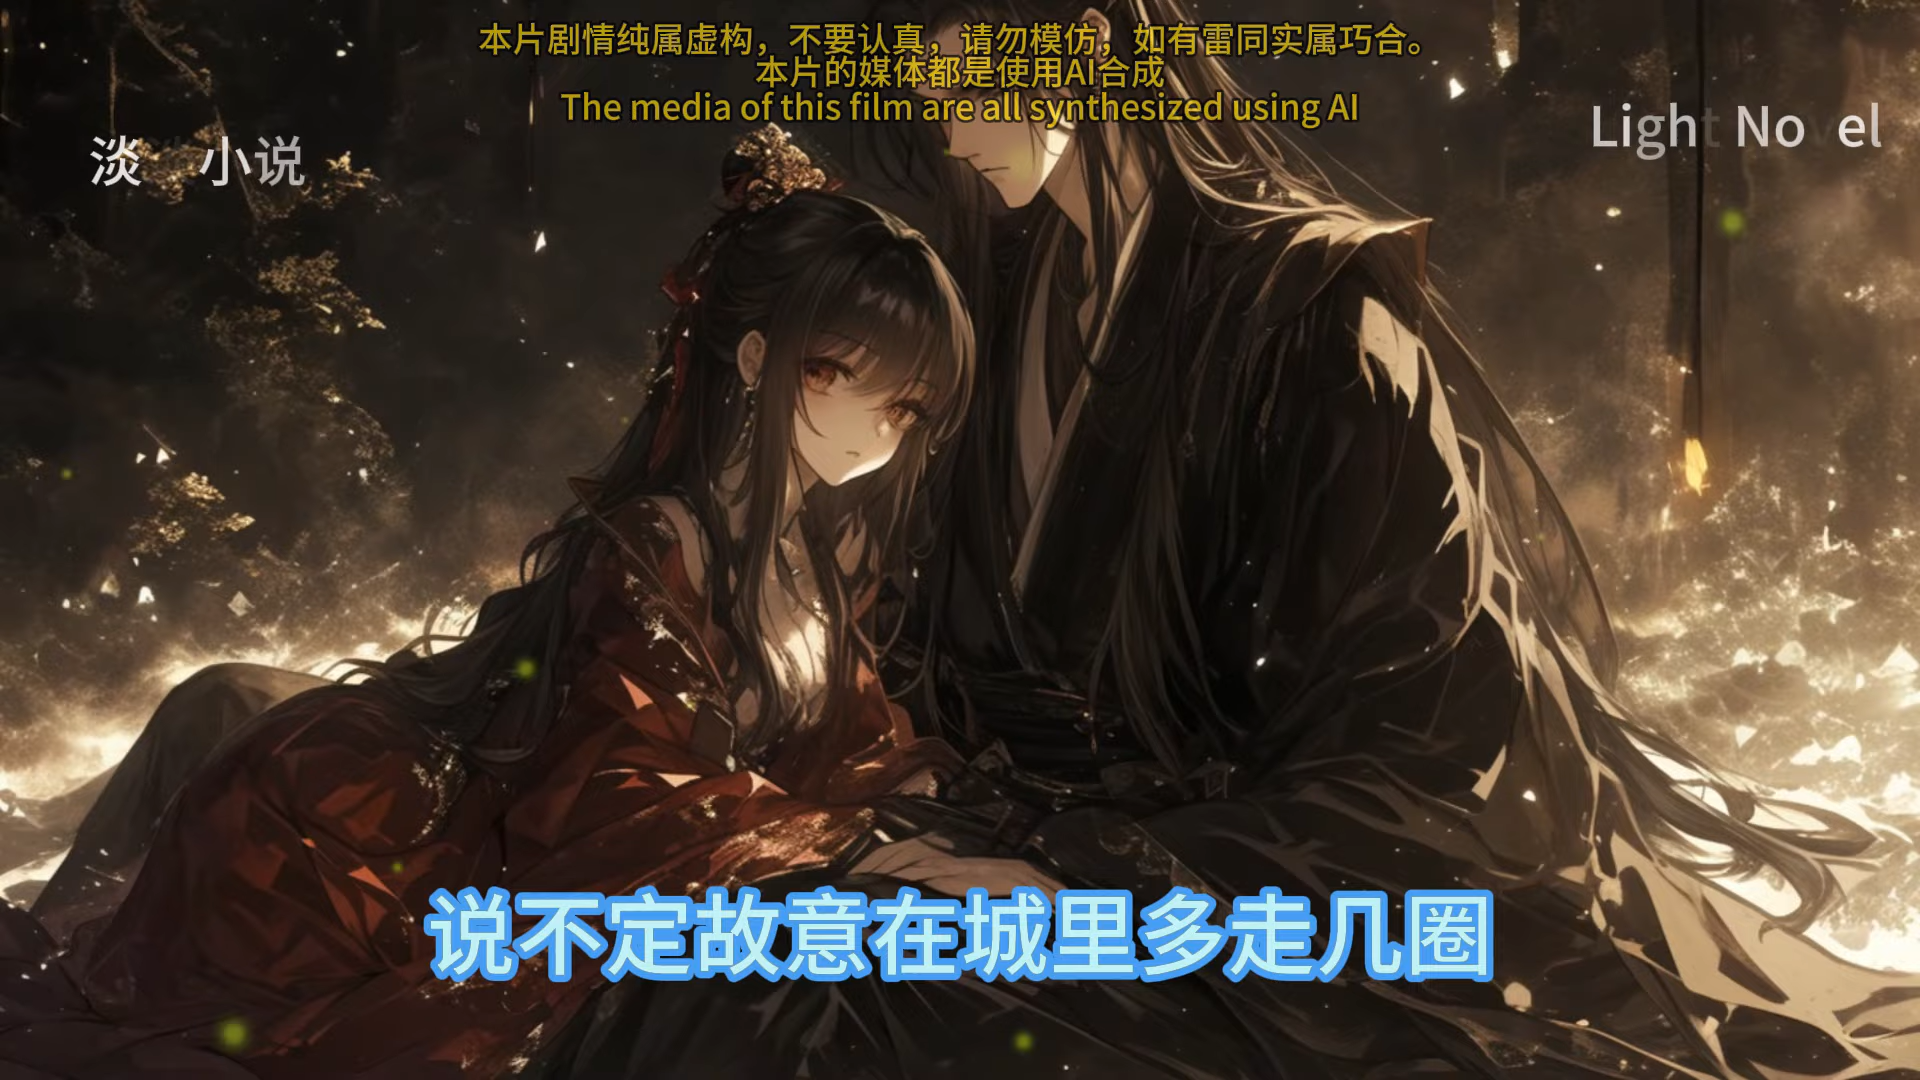 本片剧情纯属虚构，不要认真，请勿模仿，如有雷同实属巧合。
本片的媒体都是使用AI合成
The media of this film are all synthesized using AI
淡 小说
Light No el
说不定故意在城里多走几圈